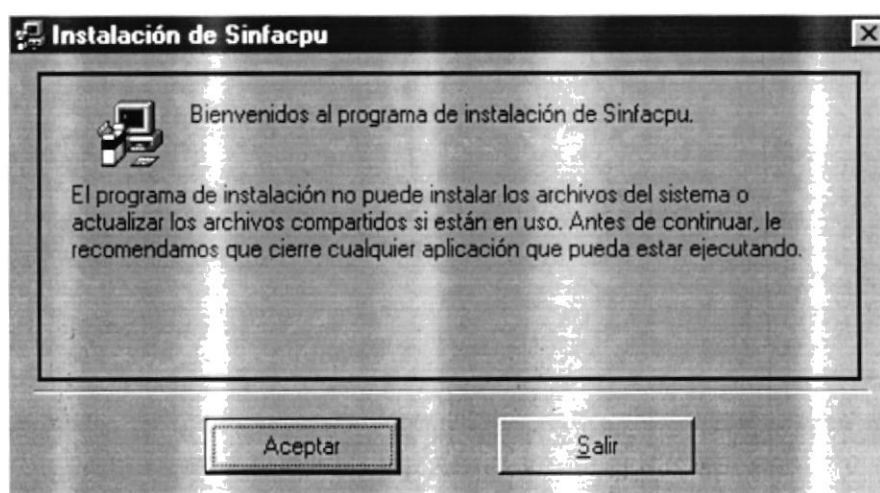 Instalación de Sinfacpu
Bienvenidos al programa de instalación de Sinfacpu.
El programa de instalación no puede instalar los archivos del sistema o
actualizar los archivos compartidos si están en uso. Antes de continuar, le
recomendamos que cierre cualquier aplicación que pueda estar ejecutando.
Aceptar
Salir